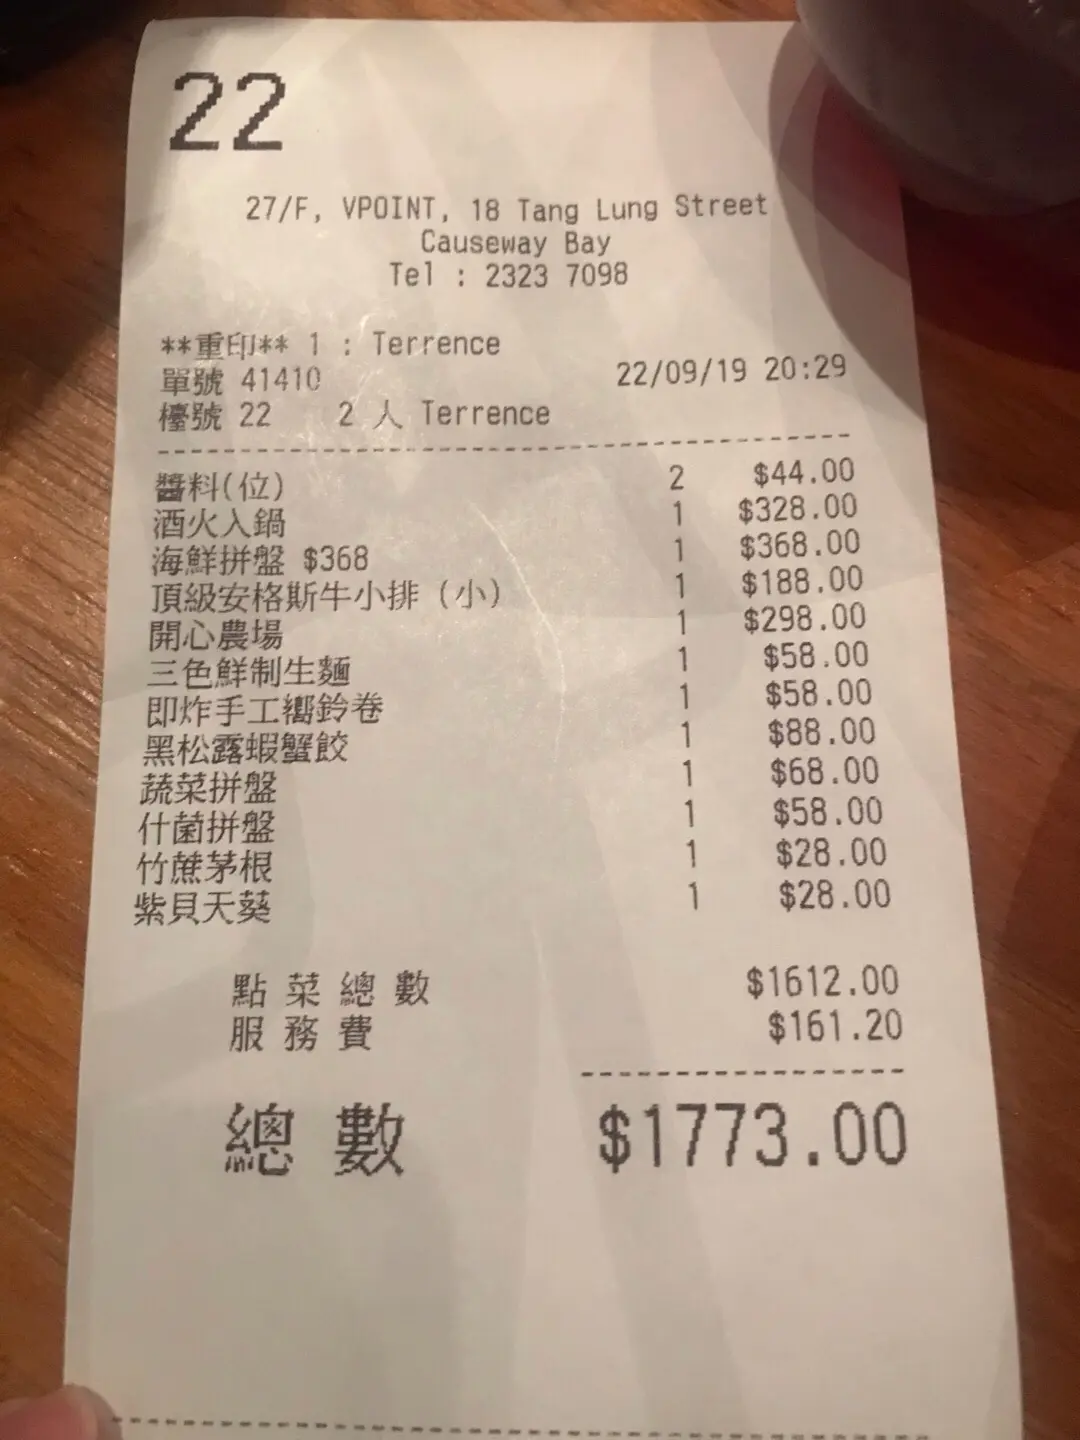 22
27/F, VPOINT, 18 Tang Lung Street
Causeway Bay
Tel : 2323 7098
**重印** 1 : Terrence
單號 41410 22/09/19 20:29
檯號 22 2 人 Terrence
醬料(位) 2 $44.00
酒火入鍋 1 $328.00
海鮮拼盤 $368 1 $368.00
頂級安格斯牛小排 (小) 1 $188.00
開心農場 1 $298.00
三色鮮制生麵 1 $58.00
即炸手工嚮鈴卷 1 $58.00
黑松露蝦蟹餃 1 $88.00
蔬菜拼盤 1 $68.00
什菌拼盤 1 $58.00
竹蔗茅根 1 $28.00
紫貝天葵 1 $28.00
點菜總數 $1612.00
服務費 $161.20
總數 $1773.00